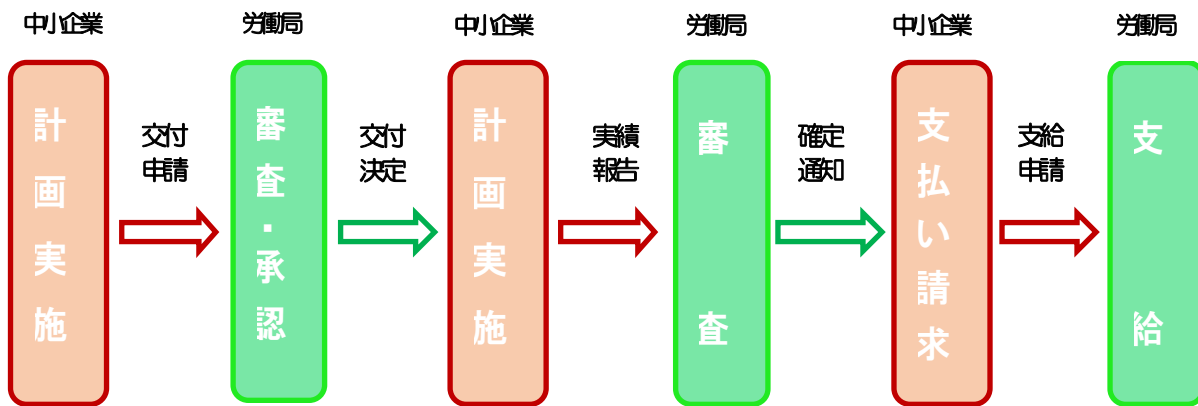 中小企業
労働局
中小企業
労働局
中小企業
労働局
計画実施
交付
申請
審査・承認
交付
決定
計画実施
実績
報告
審査
確定
通知
支払い請求
支給
申請
支給